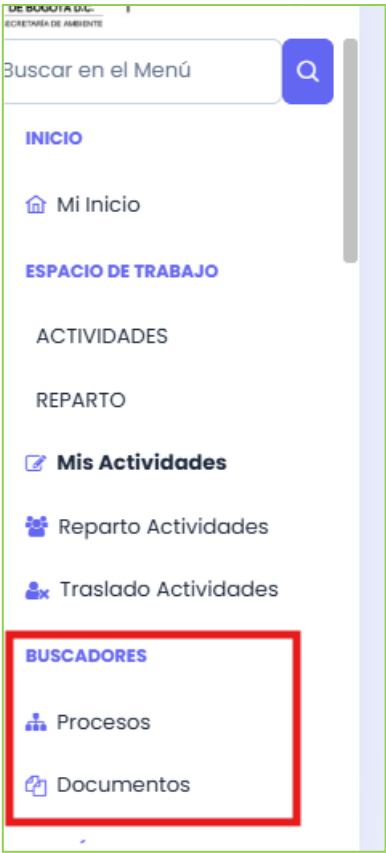 DE BOGOTÁ D.C.
SECRETARÍA DE AMBIENTE
Buscar en el Menú
INICIO
Mi Inicio
ESPACIO DE TRABAJO
ACTIVIDADES
REPARTO
Mis Actividades
Reparto Actividades
Traslado Actividades
BUSCADORES
Procesos
Documentos